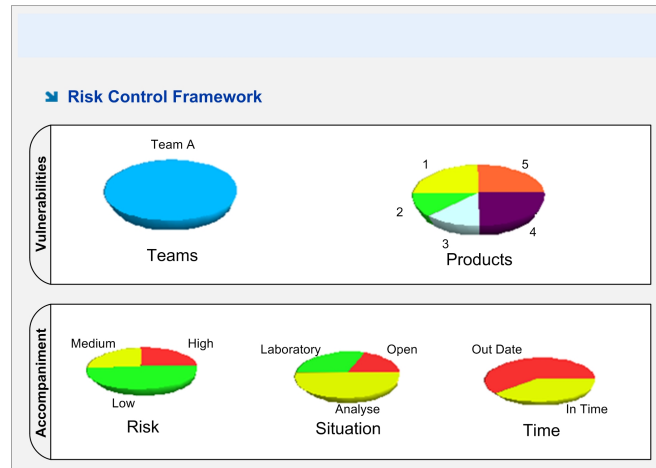 Risk Control Framework
Vulnerabilities
Team A
Teams
1
5
2
3
4
Products
Accompaniment
Medium
High
Low
Risk
Laboratory
Open
Analyse
Situation
Out Date
In Time
Time